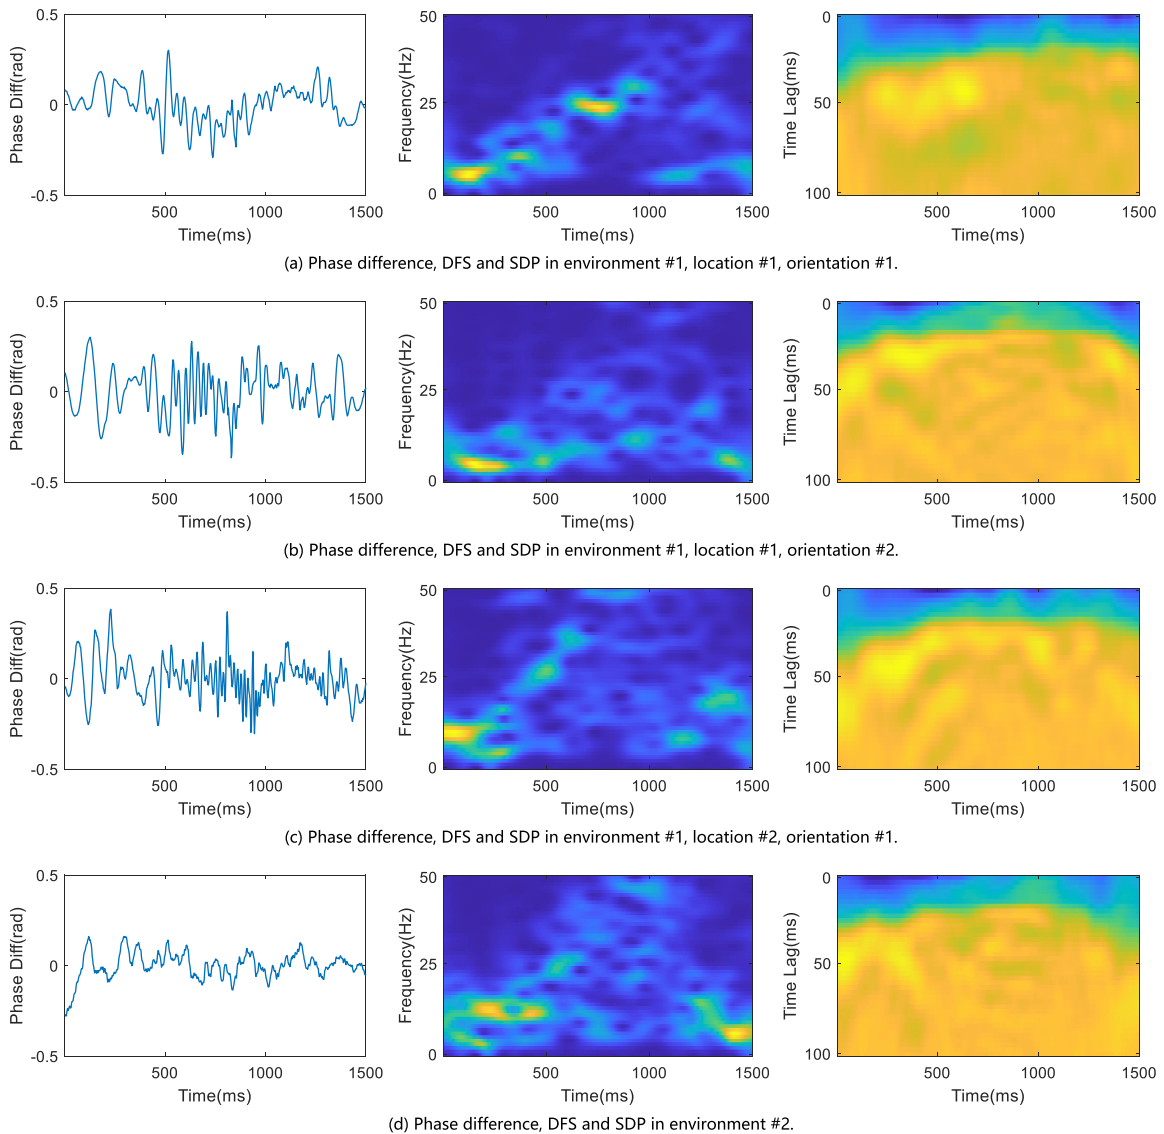 0.5
0
-0.5
500
1000
1500
Phase Diff(rad)
Time(ms)
50
25
0
500
1000
1500
Frequency(Hz)
Time(ms)
0
50
100
500
1000
1500
Time Lag(ms)
Time(ms)
(a) Phase difference, DFS and SDP in environment #1, location #1, orientation #1.
0.5
0
-0.5
500
1000
1500
Phase Diff(rad)
Time(ms)
50
25
0
500
1000
1500
Frequency(Hz)
Time(ms)
0
50
100
500
1000
1500
Time Lag(ms)
Time(ms)
(b) Phase difference, DFS and SDP in environment #1, location #1, orientation #2.
0.5
0
-0.5
500
1000
1500
Phase Diff(rad)
Time(ms)
50
25
0
500
1000
1500
Frequency(Hz)
Time(ms)
0
50
100
500
1000
1500
Time Lag(ms)
Time(ms)
(c) Phase difference, DFS and SDP in environment #1, location #2, orientation #1.
0.5
0
-0.5
500
1000
1500
Phase Diff(rad)
Time(ms)
50
25
0
500
1000
1500
Frequency(Hz)
Time(ms)
0
50
100
500
1000
1500
Time Lag(ms)
Time(ms)
(d) Phase difference, DFS and SDP in environment #2.